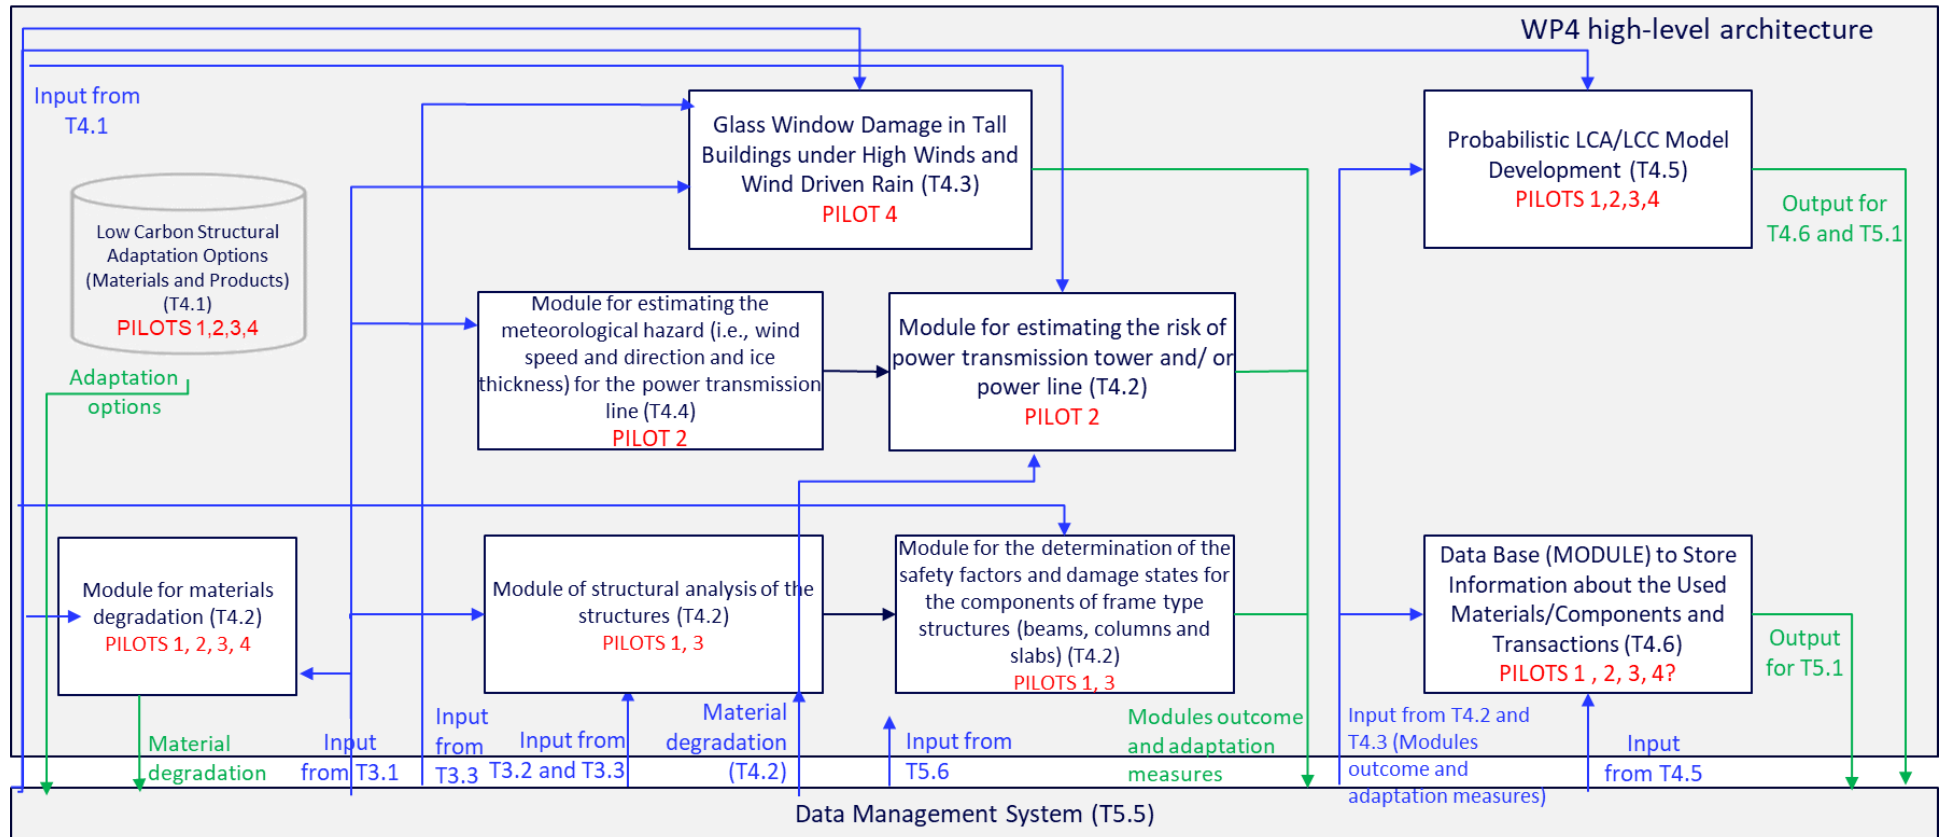 WP4 high-level architecture
Input from
T4.1
Glass Window Damage in Tall
Buildings under High Winds and
Wind Driven Rain (T4.3)
PILOT 4
Probabilistic LCA/LCC Model
Development (T4.5)
PILOTS 1,2,3,4
Output for
T4.6 and T5.1
Low Carbon Structural
Adaptation Options
(Materials and Products)
(T4.1)
PILOTS 1,2,3,4
Adaptation
options
Module for estimating the
meteorological hazard (i.e., wind
speed and direction and ice
thickness) for the power transmission
line (T4.4)
PILOT 2
Module for estimating the risk of
power transmission tower and/ or
power line (T4.2)
PILOT 2
Module for materials
degradation (T4.2)
PILOTS 1, 2, 3, 4
Module of structural analysis of the
structures (T4.2)
PILOTS 1, 3
Module for the determination of the
safety factors and damage states for
the components of frame type
structures (beams, columns and
slabs) (T4.2)
PILOTS 1, 3
Data Base (MODULE) to Store
Information about the Used
Materials/Components and
Transactions (T4.6)
PILOTS 1 , 2, 3, 4?
Output
for T5.1
Material
degradation
Input
from T3.1
Input
from
T3.3
Input from
T3.2 and T3.3
Material
degradation
(T4.2)
Input from
T5.6
Modules outcome
and adaptation
measures
Input from T4.2 and
T4.3 (Modules
outcome and
adaptation measures)
Input
from T4.5
Data Management System (T5.5)